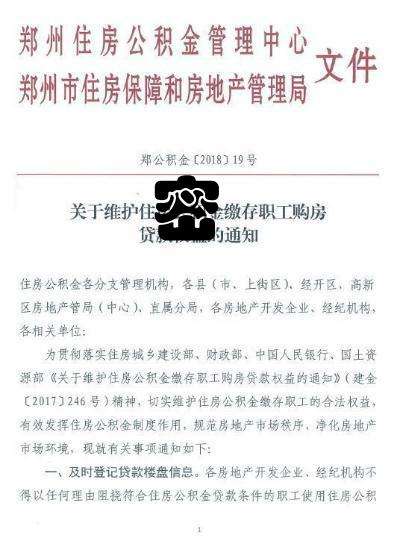 郑州住房公积金管理中心
郑州市住房保障和房地产管理局
文件
郑公积金〔2018〕19号
关于维护住 金缴存职工购房
贷款 的通知
住房公积金各分支管理机构，各县（市、上街区）、经开区、高新
区房地产管局（中心）、直属分局，各房地产开发企业、经纪机构，
各相关单位：
为贯彻落实住房城乡建设部、财政部、中国人民银行、国土资
源部《关于维护住房公积金缴存职工购房贷款权益的通知》（建金
〔2017〕246号）精神，切实维护住房公积金缴存职工的合法权益，
有效发挥住房公积金制度作用，规范房地产市场秩序，净化房地产
市场环境，现就有关事项通知如下：
一、及时登记贷款楼盘信息。各房地产开发企业、经纪机构不
得以任何理由阻挠符合住房公积金贷款条件的职工使用住房公积
1